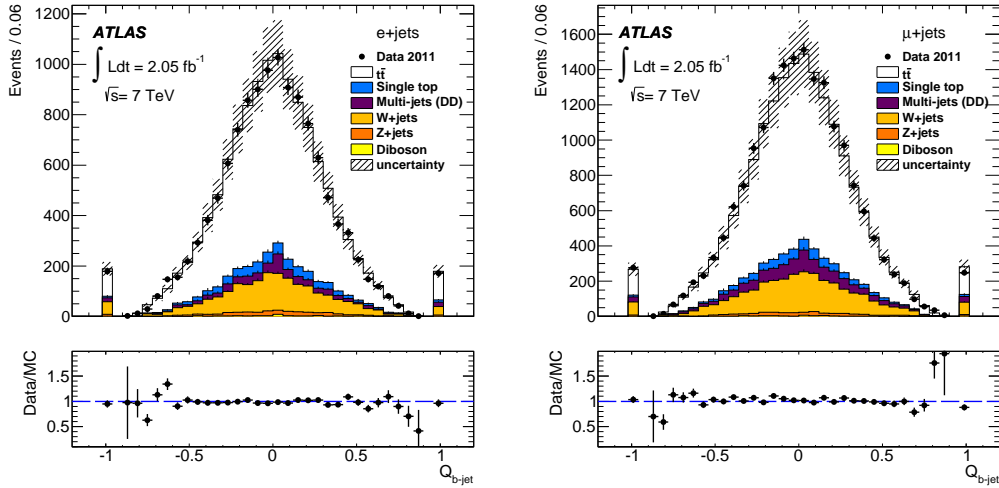 Events / 0.06
1200
1000
800
600
400
200
0
ATLAS
e+jets
∫ Ldt = 2.05 fb⁻¹
√s= 7 TeV
Data 2011
tt̄
Single top
Multi-jets (DD)
W+jets
Z+jets
Diboson
uncertainty
Data/MC
1.5
1
0.5
-1 -0.5 0 0.5 1
Q b-jet
Events / 0.06
1600
1400
1200
1000
800
600
400
200
0
ATLAS
μ+jets
∫ Ldt = 2.05 fb⁻¹
√s= 7 TeV
Data 2011
tt̄
Single top
Multi-jets (DD)
W+jets
Z+jets
Diboson
uncertainty
Data/MC
1.5
1
0.5
-1 -0.5 0 0.5 1
Q b-jet